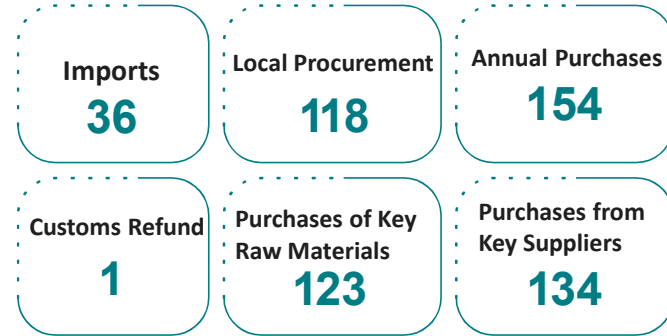 Imports
36
Local Procurement
118
Annual Purchases
154
Customs Refund
1
Purchases of Key
Raw Materials
123
Purchases from
Key Suppliers
134